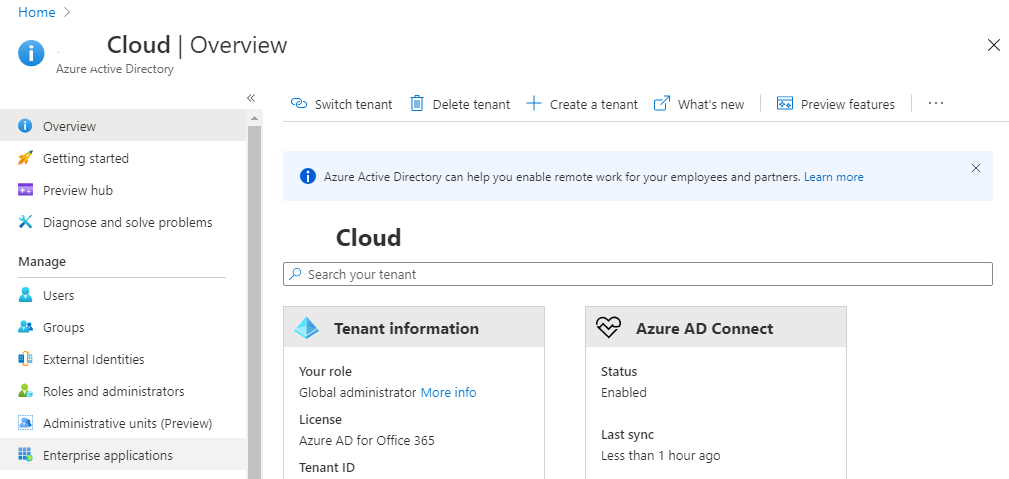 Home
Cloud | Overview
Azure Active Directory
Switch tenant
Delete tenant
Create a tenant
What's new
Preview features
Overview
Getting started
Preview hub
Diagnose and solve problems
Manage
Users
Groups
External Identities
Roles and administrators
Administrative units (Preview)
Enterprise applications
Azure Active Directory can help you enable remote work for your employees and partners. Learn more
Cloud
Search your tenant
Tenant information
Your role
Global administrator More info
License
Azure AD for Office 365
Tenant ID
Azure AD Connect
Status
Enabled
Last sync
Less than 1 hour ago